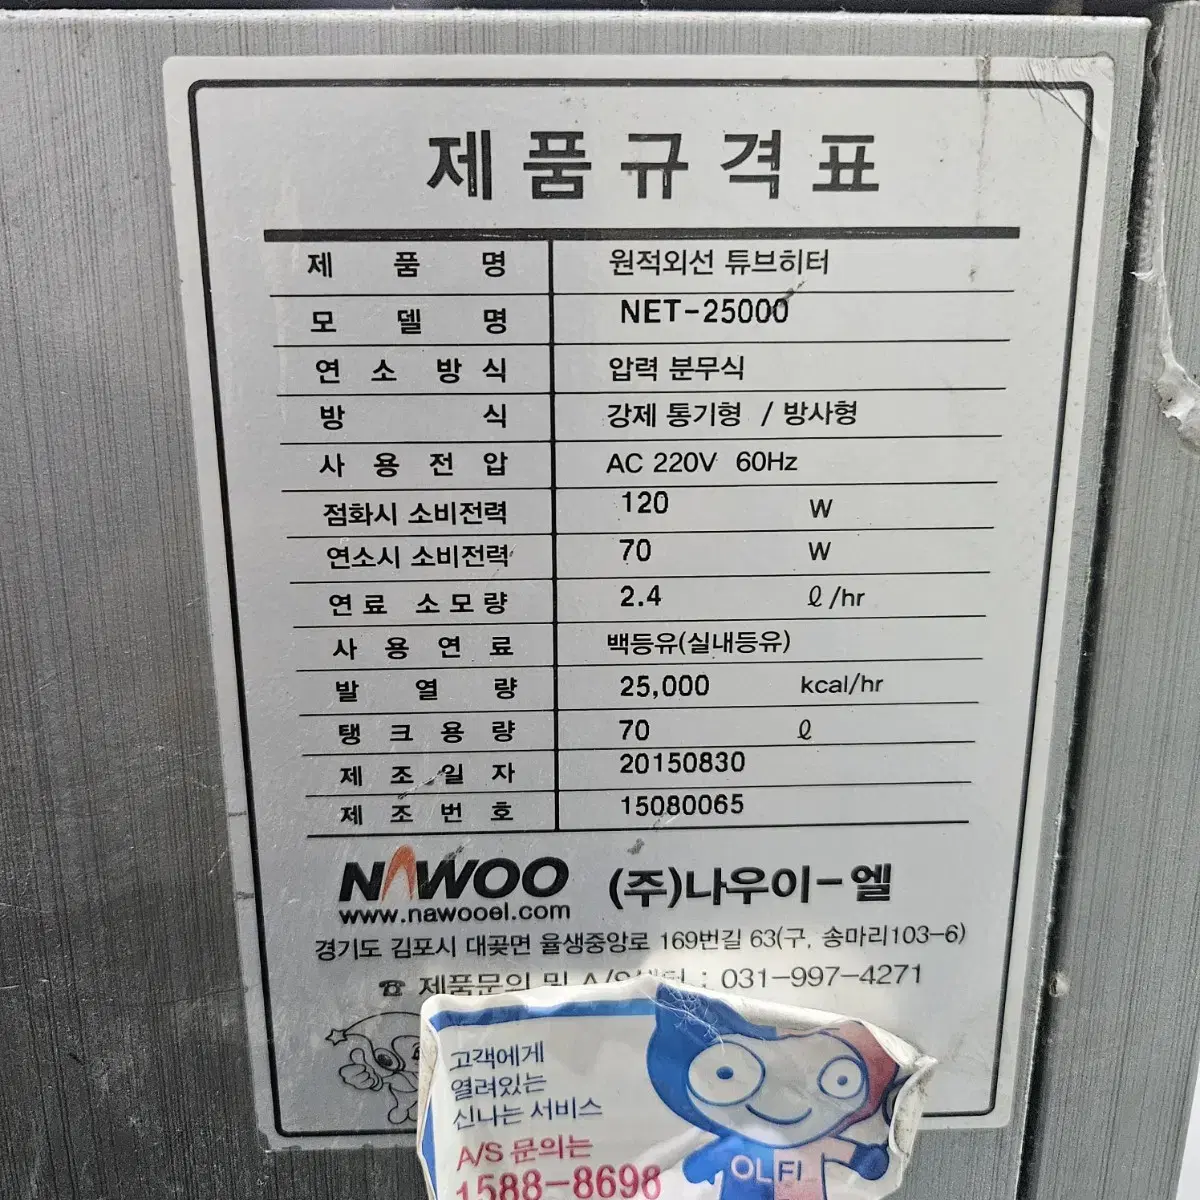 제품규격표
제품명 원적외선 튜브히터
모델명 NET-25000
연소방식 압력 분무식
방식 강제 통기형 / 방사형
사용전압 AC 220V 60Hz
점화시 소비전력 120 W
연소시 소비전력 70 W
연료 소모량 2.4 ℓ/hr
사용연료 백등유(실내등유)
발열량 25,000 kcal/hr
탱크용량 70 ℓ
제조일자 20150830
제조번호 15080065
NAWOO (주)나우이-엘
www.nawooel.com
경기도 김포시 대곶면 율생중앙로 169번길 63(구, 송마리103-6)
☎ 제품문의 및 A/S센터 : 031-997-4271
고객에게
열려있는
신나는 서비스
A/S 문의는
1588-8698
OLFI